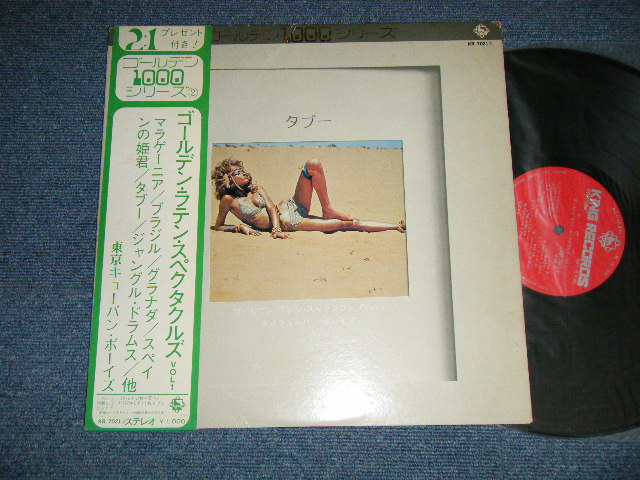 2:1 プレゼント付き!
ゴールデン
1000
シリーズ②
ゴールデン・ラテン・スペクタクルズ VOL1
マラゲーニア/ブラジル/グラナダ/スペイ
ンの姫君/タブー/ジャングル・ドラムス/他
東京キューバン・ボーイズ
KR 7021 ステレオ ¥1,000
ゴールデン1000シリーズ
KR 7021
タブー
KING RECORDS